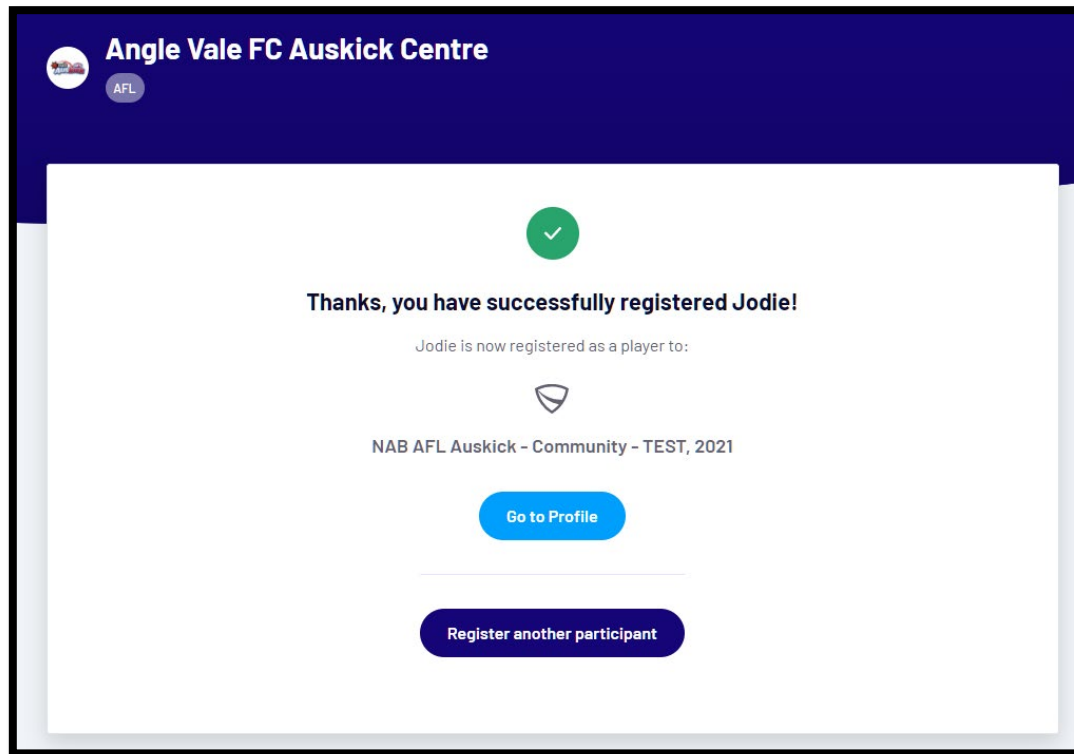 Angle Vale FC Auskick Centre
AFL
Thanks, you have successfully registered Jodie!
Jodie is now registered as a player to:
NAB AFL Auskick - Community - TEST, 2021
Go to Profile
Register another participant